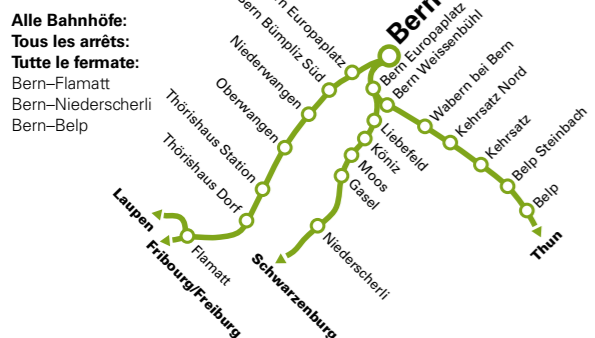 Alle Bahnhöfe:
Tous les arrêts:
Tutte le fermate:
Bern–Flamatt
Bern–Niederscherli
Bern–Belp
Bern
Europaplatz
Bern Bümpliz Süd
Niederwangen
Oberwangen
Thörishaus Station
Thörishaus Dorf
Flamatt
Laupen
Fribourg/Freiburg
Bern Europaplatz
Bern Weissenbühl
Liebefeld
Köniz
Moos
Gasel
Niederscherli
Schwarzenburg
Wabern bei Bern
Kehrsatz Nord
Kehrsatz
Belp Steinbach
Belp
Thun